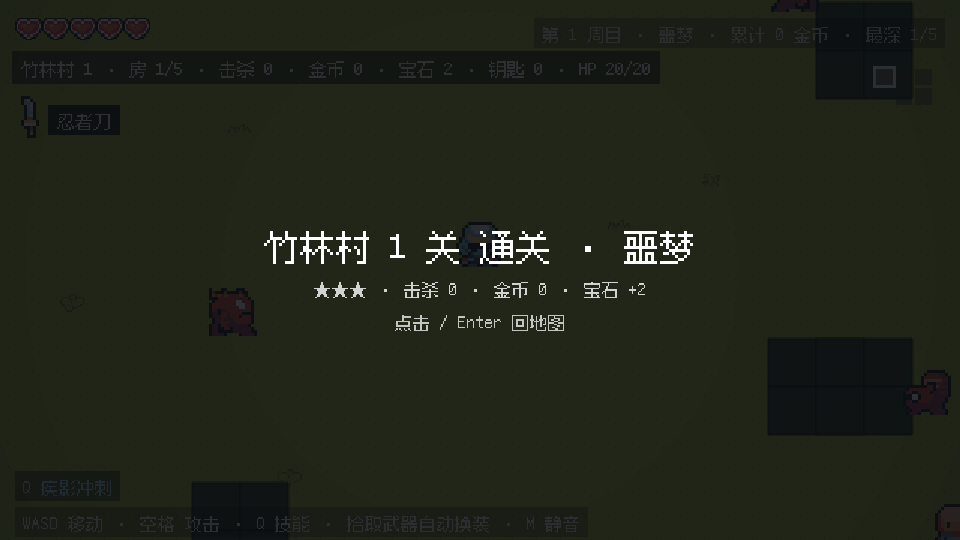 第 1 周目 · 噩梦 · 累计 0 金币 · 最深 1/5
竹林村 1 · 房 1/5 · 击杀 0 · 金币 0 · 宝石 2 · 钥匙 0 · HP 20/20
忍者刀
竹林村 1 关 通关 · 噩梦
★★★ · 击杀 0 · 金币 0 · 宝石 +2
点击 / Enter 回地图
Q 疾影冲刺
WASD 移动 · 空格 攻击 · Q 技能 · 拾取武器自动换装 · M 静音